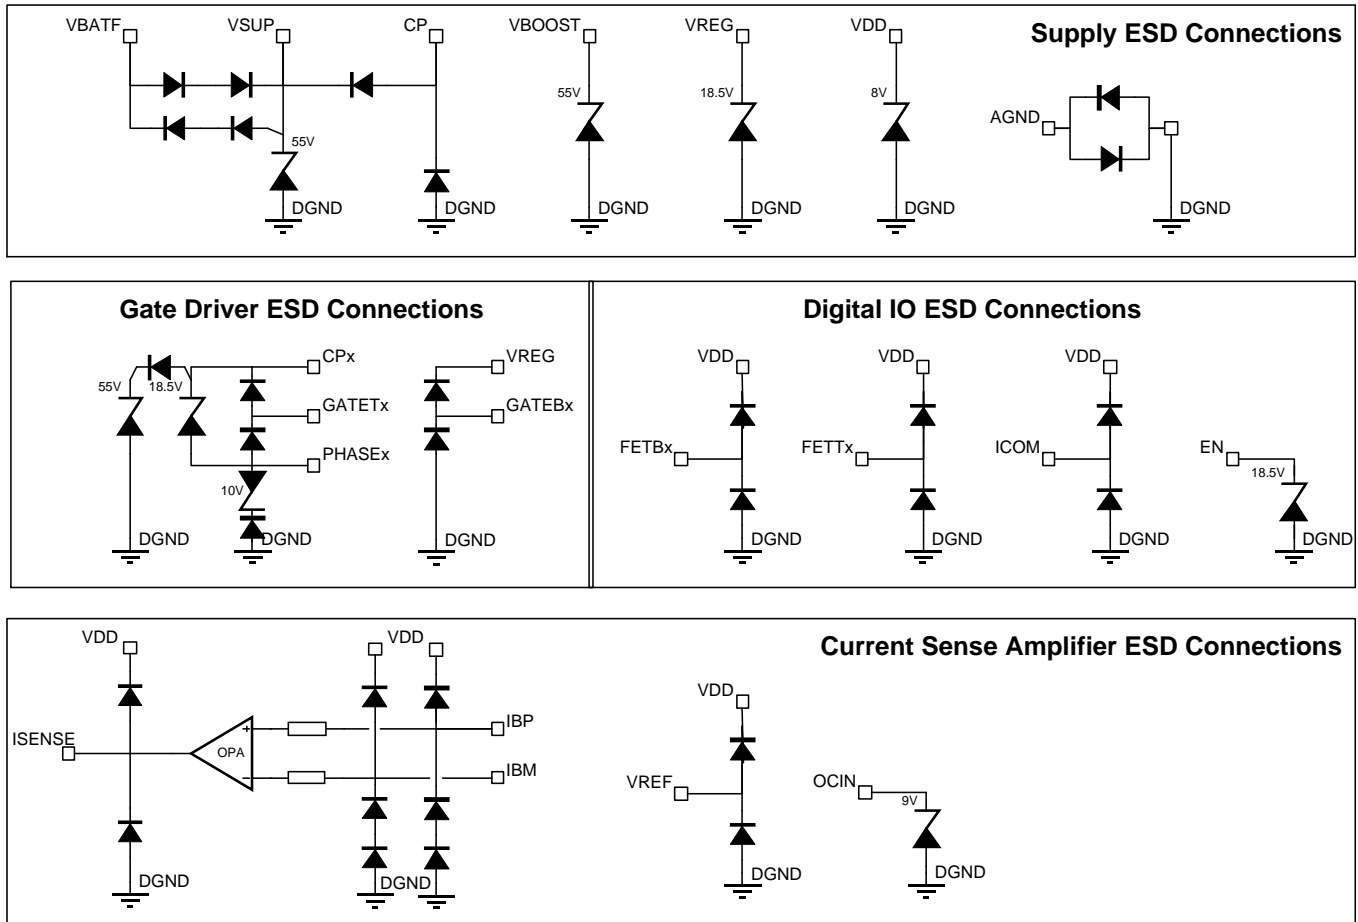 VBATF VSUP CP VBOOST VREG VDD Supply ESD Connections
55V 18.5V 8V
AGND
55V
DGND DGND DGND DGND DGND DGND
Gate Driver ESD Connections
CPx VREG
55V 18.5V
GATETx GATEBx
PHASEx
10V
DGND DGND DGND
Digital IO ESD Connections
VDD VDD VDD
FETBx FETTx ICOM EN
18.5V
DGND DGND DGND DGND
Current Sense Amplifier ESD Connections
VDD VDD
+ IBP
ISENSE OPA
− IBM
DGND DGND
VDD
VREF OCIN
9V
DGND DGND